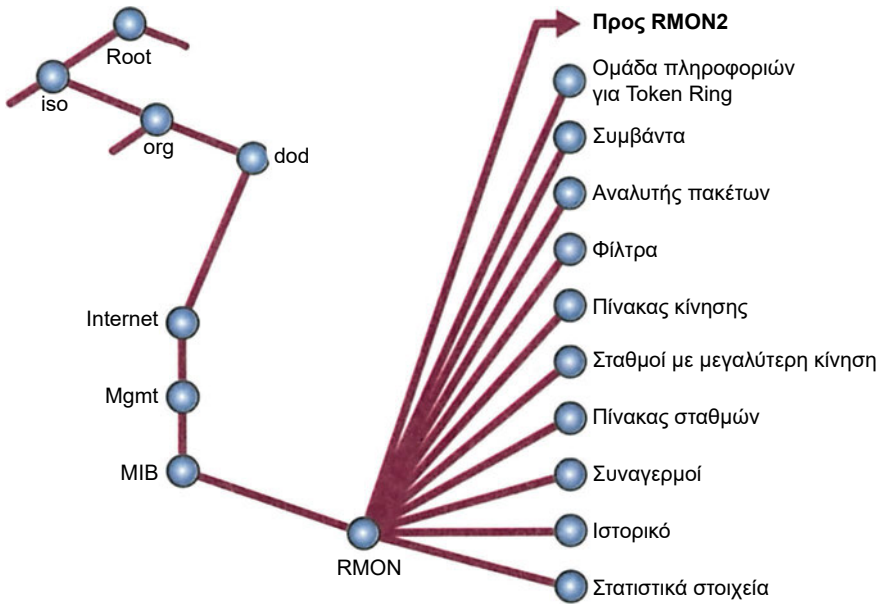 Προς RMON2
Root
Ομάδα πληροφοριών
για Token Ring
iso
Συμβάντα
org
dod
Αναλυτής πακέτων
Φίλτρα
Πίνακας κίνησης
Internet
Σταθμοί με μεγαλύτερη κίνηση
Mgmt
Πίνακας σταθμών
MIB
Συναγερμοί
Ιστορικό
RMON
Στατιστικά στοιχεία